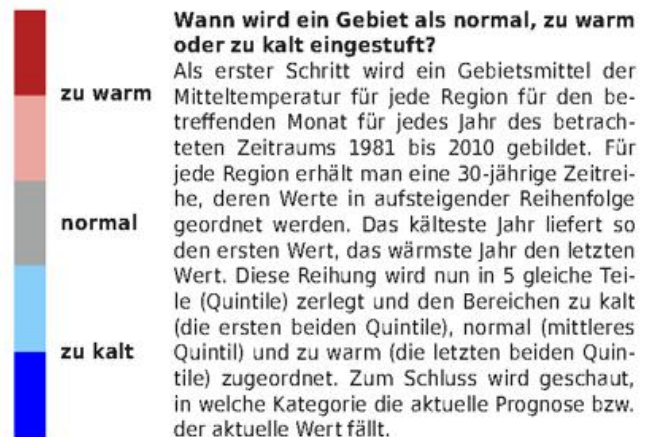 Wann wird ein Gebiet als normal, zu warm
oder zu kalt eingestuft?
Als erster Schritt wird ein Gebietsmittel der
Mitteltemperatur für jede Region für den be-
treffenden Monat für jedes Jahr des betrach-
teten Zeitraums 1981 bis 2010 gebildet. Für
jede Region erhält man eine 30-jährige Zeitrei-
he, deren Werte in aufsteigender Reihenfolge
geordnet werden. Das kälteste Jahr liefert so
den ersten Wert, das wärmste Jahr den letzten
Wert. Diese Reihung wird nun in 5 gleiche Tei-
le (Quintile) zerlegt und den Bereichen zu kalt
(die ersten beiden Quintile), normal (mittleres
Quintil) und zu warm (die letzten beiden Quin-
tile) zugeordnet. Zum Schluss wird geschaut,
in welche Kategorie die aktuelle Prognose bzw.
der aktuelle Wert fällt.
zu warm
normal
zu kalt